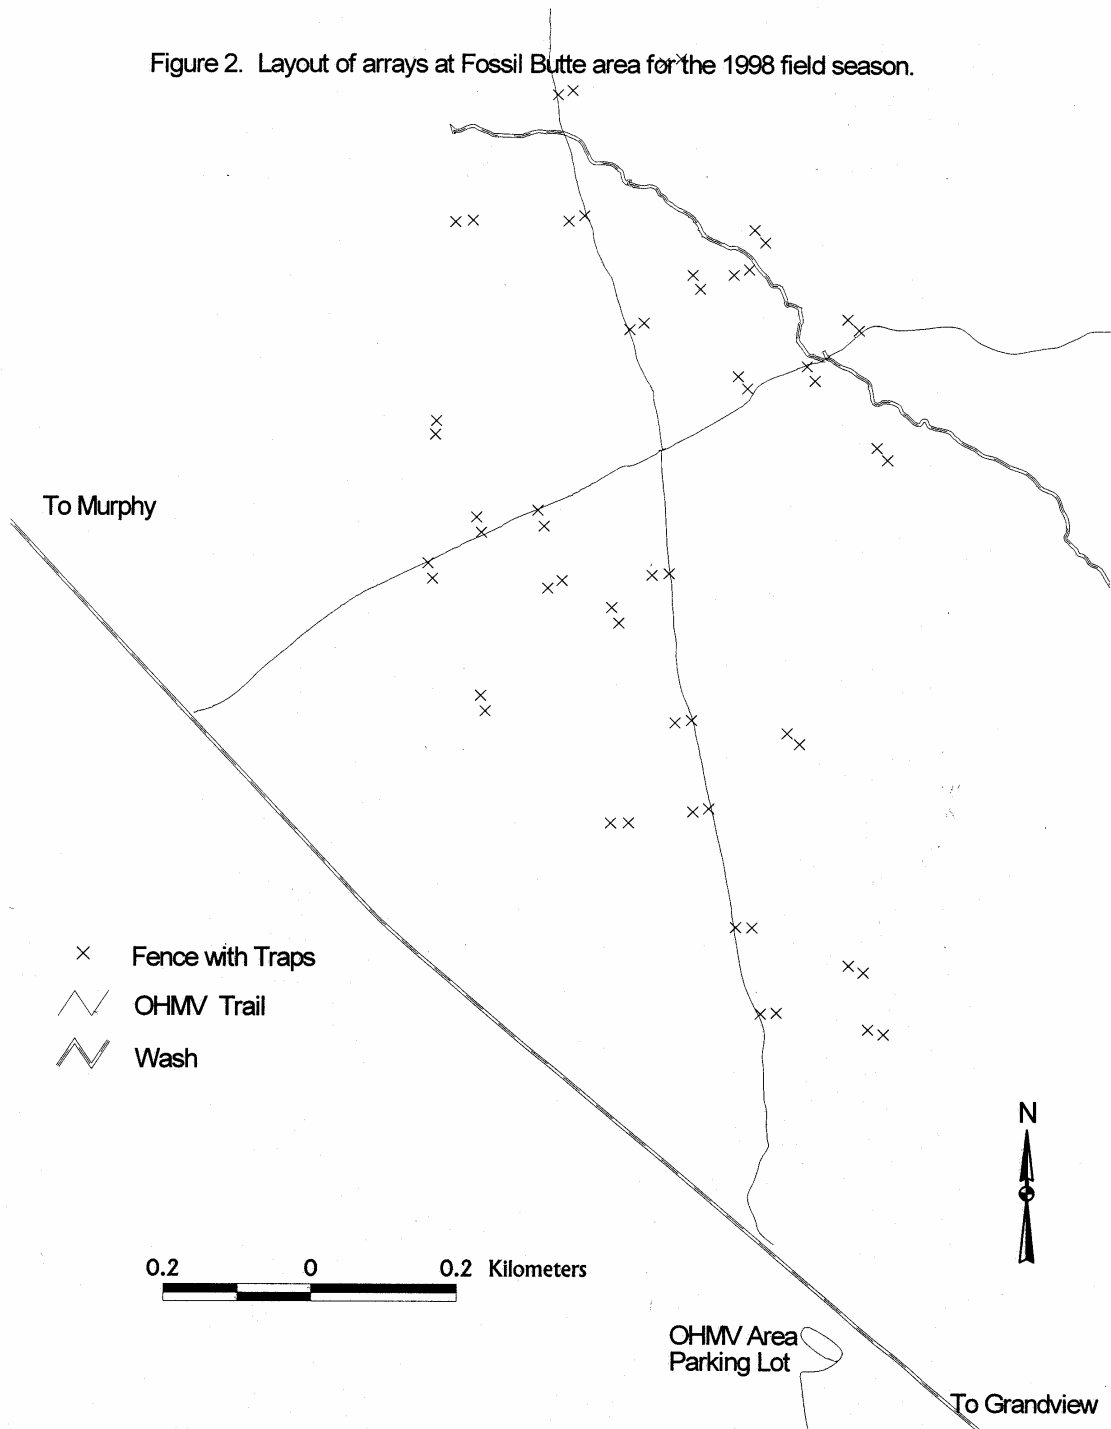 Figure 2. Layout of arrays at Fossil Butte area for the 1998 field season.
To Murphy
Fence with Traps
OHMV Trail
Wash
N
0.2 0 0.2 Kilometers
OHMV Area
Parking Lot
To Grandview